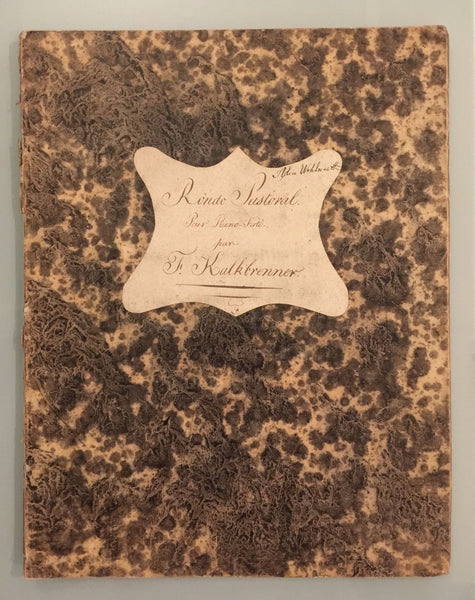 Rondo Pastoral.
Pour Piano-Forte.
par
F. Kalkbrenner.